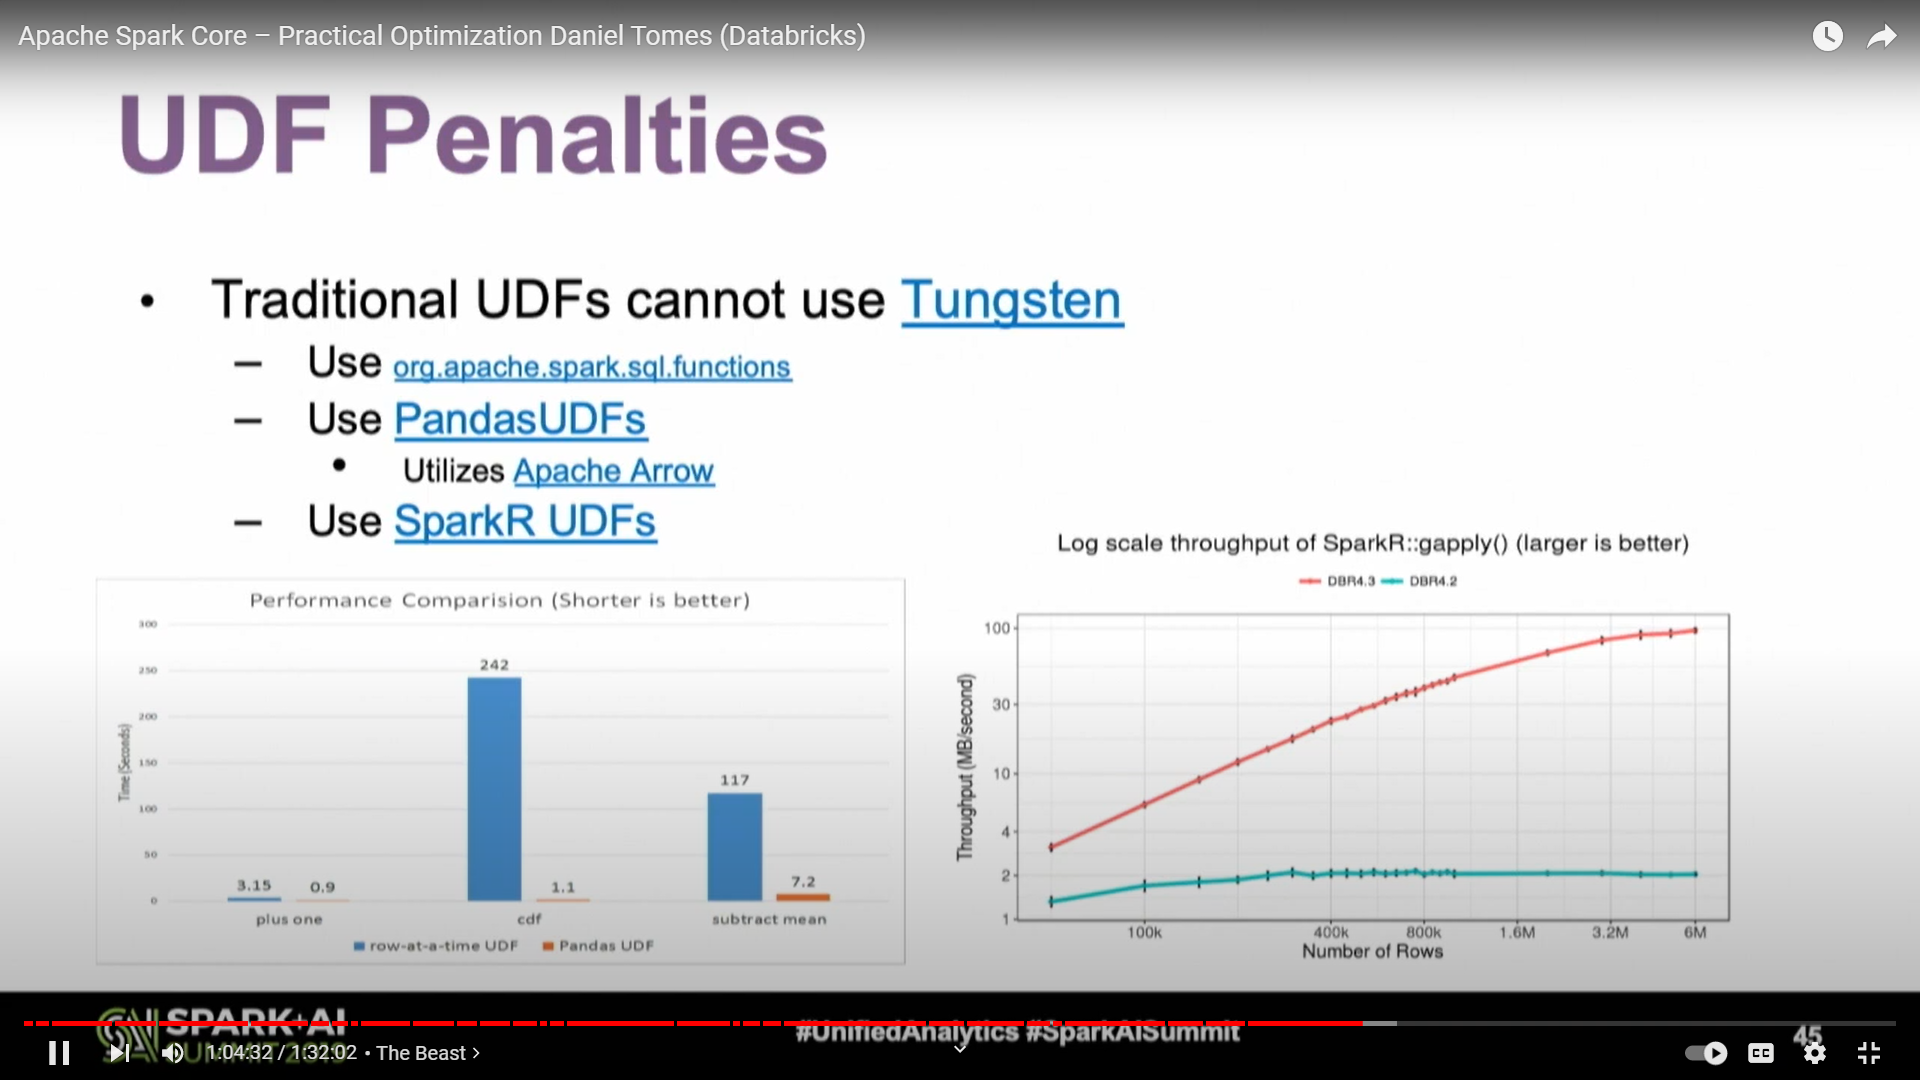 Apache Spark Core – Practical Optimization Daniel Tomes (Databricks)
UDF Penalties
• Traditional UDFs cannot use Tungsten
– Use org.apache.spark.sql.functions
– Use PandasUDFs
• Utilizes Apache Arrow
– Use SparkR UDFs
Performance Comparision (Shorter is better)
300
250
200
150
100
50
0
Time (Seconds)
3.15 0.9
242
1.1
117
7.2
plus one cdf subtract mean
row-at-a-time UDF Pandas UDF
Log scale throughput of SparkR::gapply() (larger is better)
DBR4.3 DBR4.2
100
30
10
4
2
1
Throughput (MB/second)
100k 400k 800k 1.6M 3.2M 6M
Number of Rows
SPARK+AI
SUMMIT 2019
#UnifiedAnalytics #SparkAISummit
45
1:04:32 / 1:32:02 • The Beast >
CC